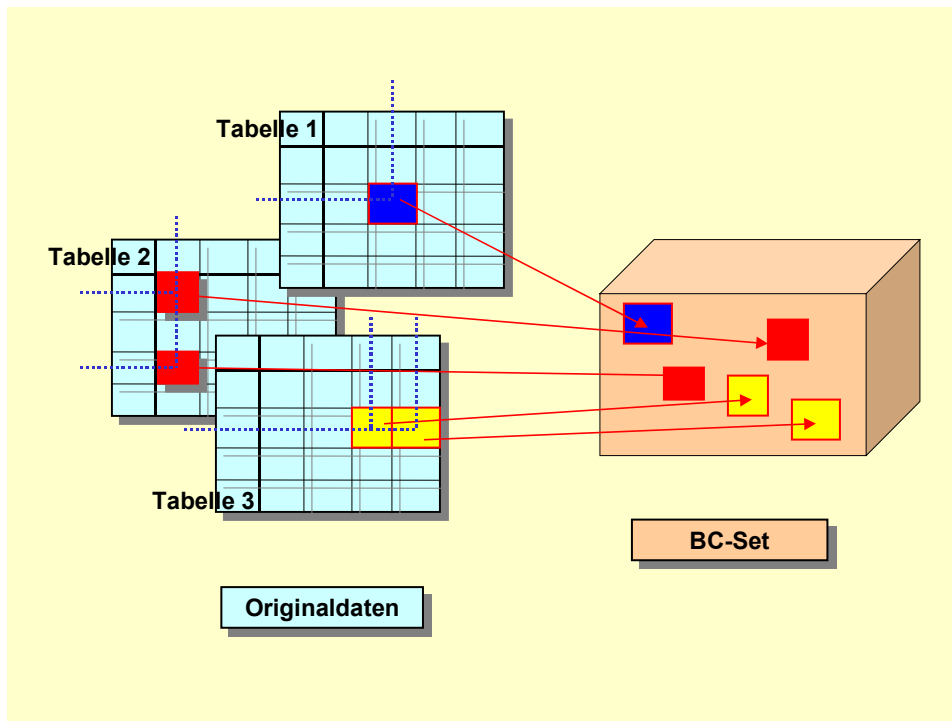 Tabelle 1
Tabelle 2
Tabelle 3
BC-Set
Originaldaten